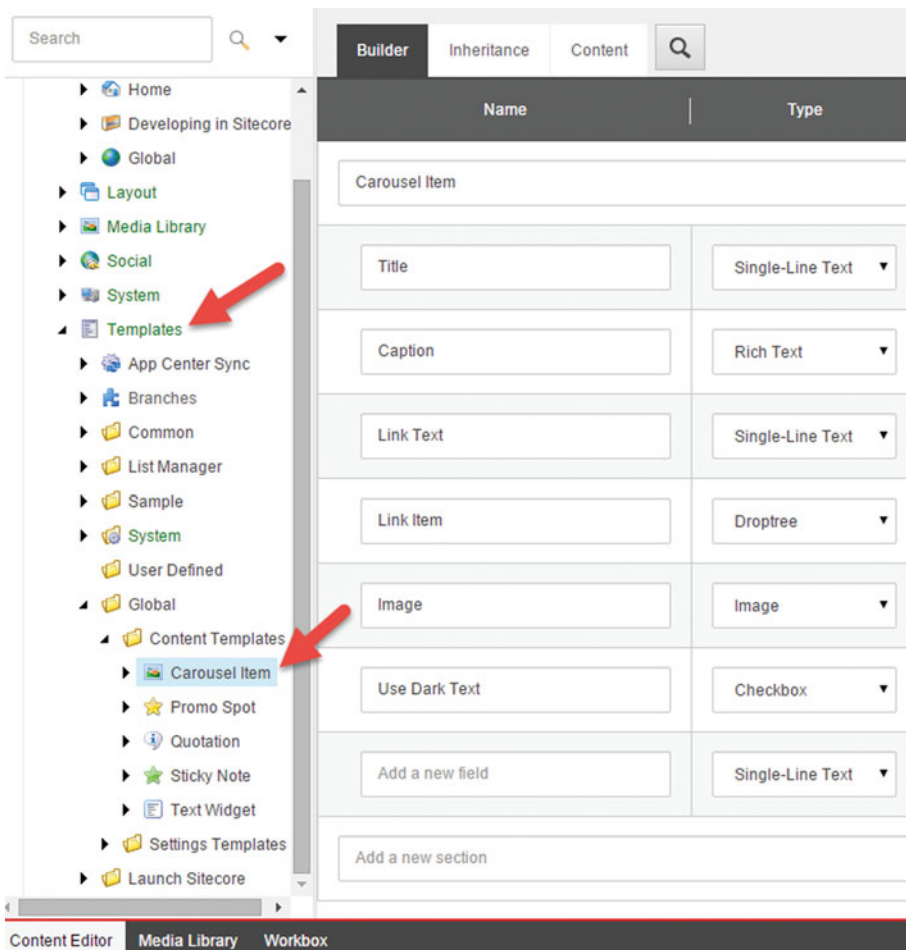 Search
Builder
Inheritance
Content
Home
Developing in Sitecore
Global
Layout
Media Library
Social
System
Templates
App Center Sync
Branches
Common
List Manager
Sample
System
User Defined
Global
Content Templates
Carousel Item
Promo Spot
Quotation
Sticky Note
Text Widget
Settings Templates
Launch Sitecore
Name Type
Carousel Item
Title Single-Line Text
Caption Rich Text
Link Text Single-Line Text
Link Item Droptree
Image Image
Use Dark Text Checkbox
Add a new field Single-Line Text
Add a new section
Content Editor Media Library Workbox